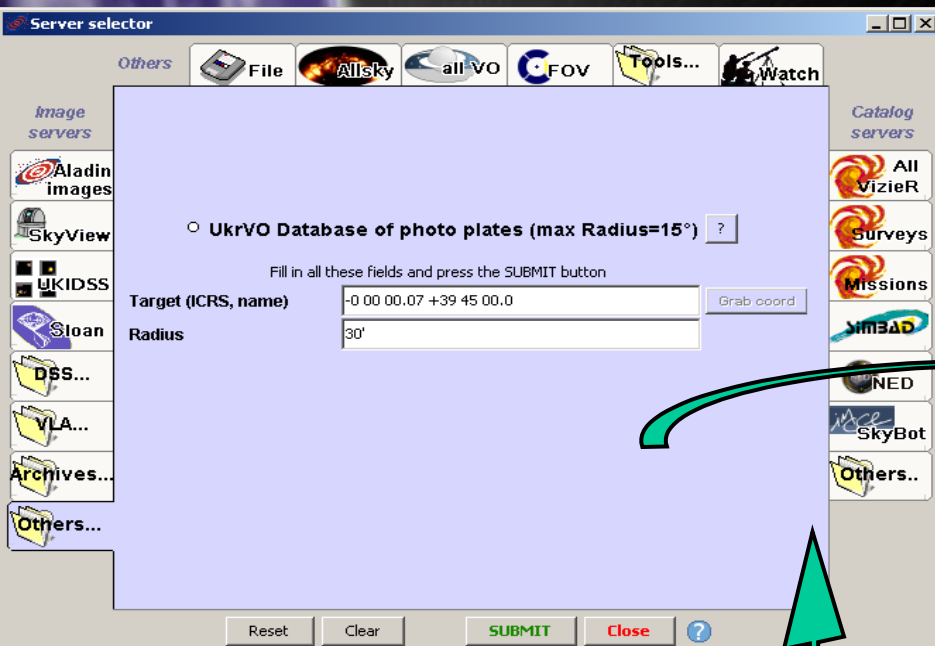 Server selector
Others
File
Allsky
all VO
FOV
Tools...
Watch
Image
servers
Catalog
servers
Aladin
images
SkyView
UKIDSS
Sloan
DSS...
VLA...
Archives...
Others...
UkrVO Database of photo plates (max Radius=15°) ?
Fill in all these fields and press the SUBMIT button
Target (ICRS, name) -0 00 00.07 +39 45 00.0 Grab coord
Radius 30'
All
VizieR
Surveys
Missions
SIMBAD
NED
imcce
SkyBot
Others..
Reset Clear SUBMIT Close ?